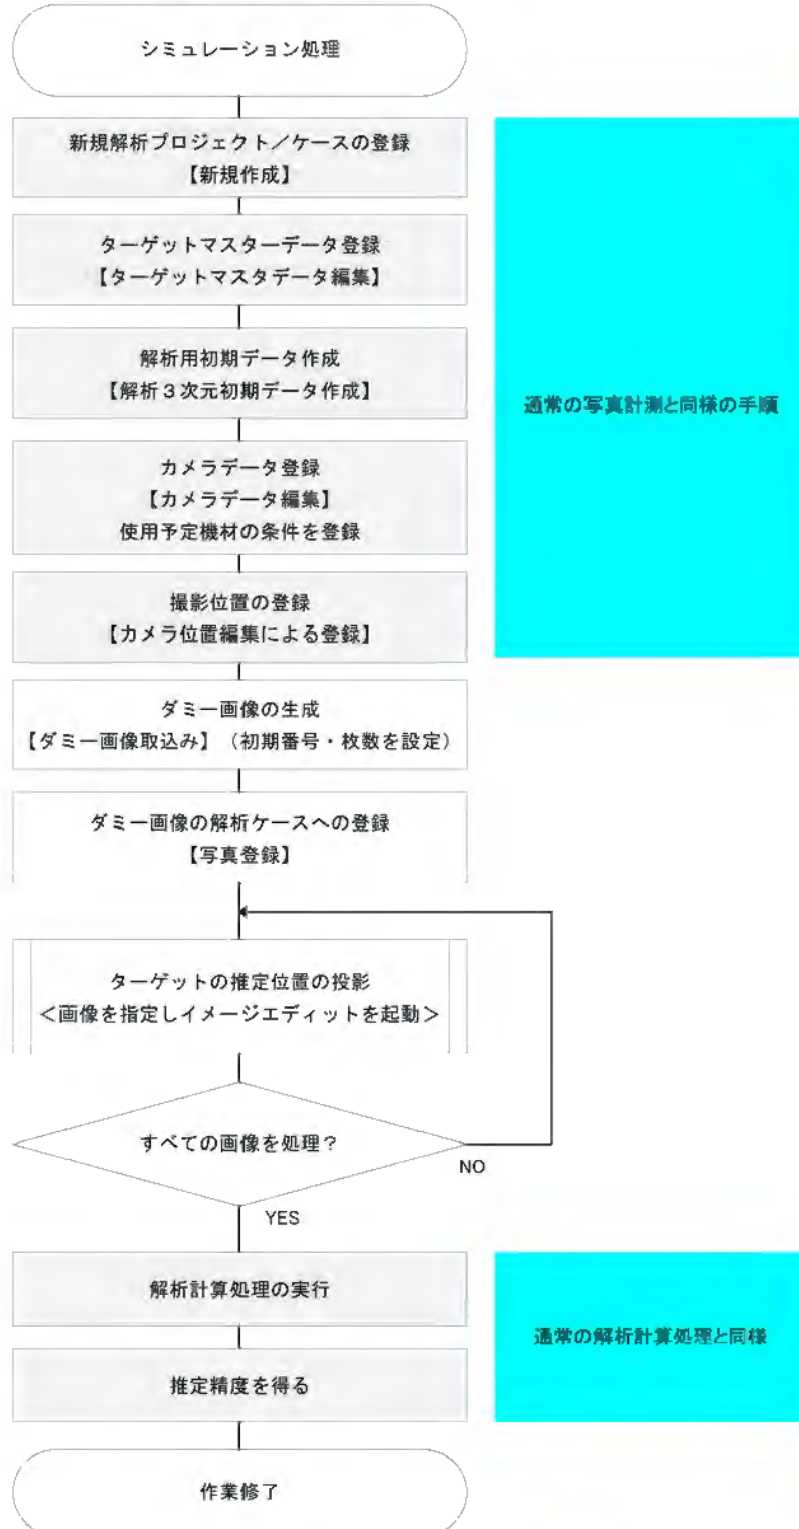 シミュレーション処理
新規解析プロジェクト／ケースの登録
【新規作成】
ターゲットマスターデータ登録
【ターゲットマスタデータ編集】
解析用初期データ作成
【解析３次元初期データ作成】
通常の写真計測と同様の手順
カメラデータ登録
【カメラデータ編集】
使用予定機材の条件を登録
撮影位置の登録
【カメラ位置編集による登録】
ダミー画像の生成
【ダミー画像取込み】（初期番号・枚数を設定）
ダミー画像の解析ケースへの登録
【写真登録】
ターゲットの推定位置の投影
＜画像を指定しイメージエディットを起動＞
すべての画像を処理？
NO
YES
解析計算処理の実行
通常の解析計算処理と同様
推定精度を得る
作業修了